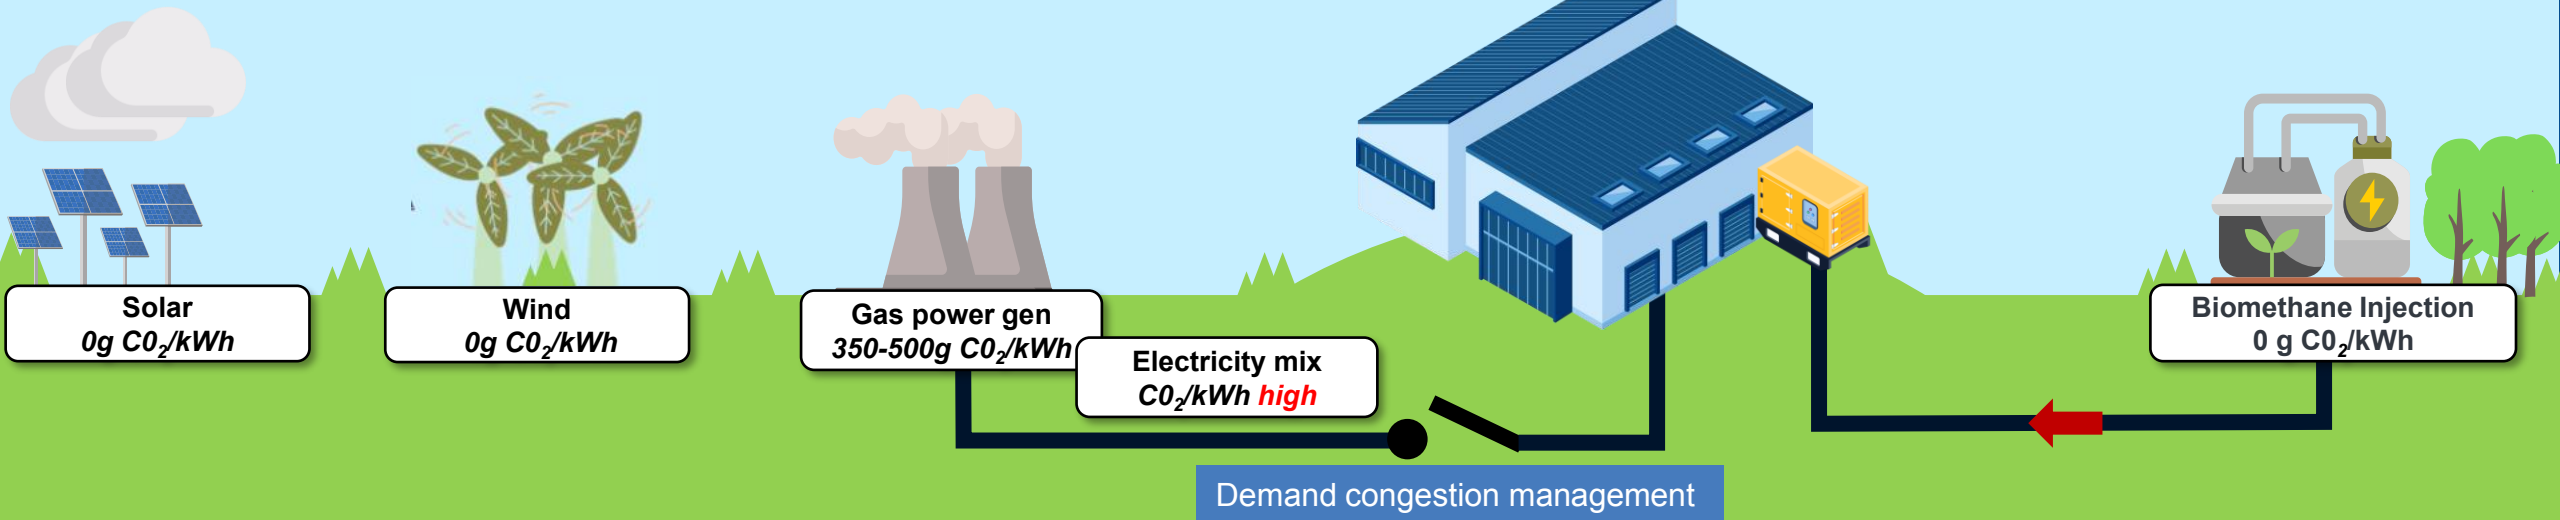 Solar
0g C0₂/kWh
Wind
0g C0₂/kWh
Gas power gen
350-500g C0₂/kWh
Electricity mix
C0₂/kWh high
Biomethane Injection
0 g C0₂/kWh
Demand congestion management